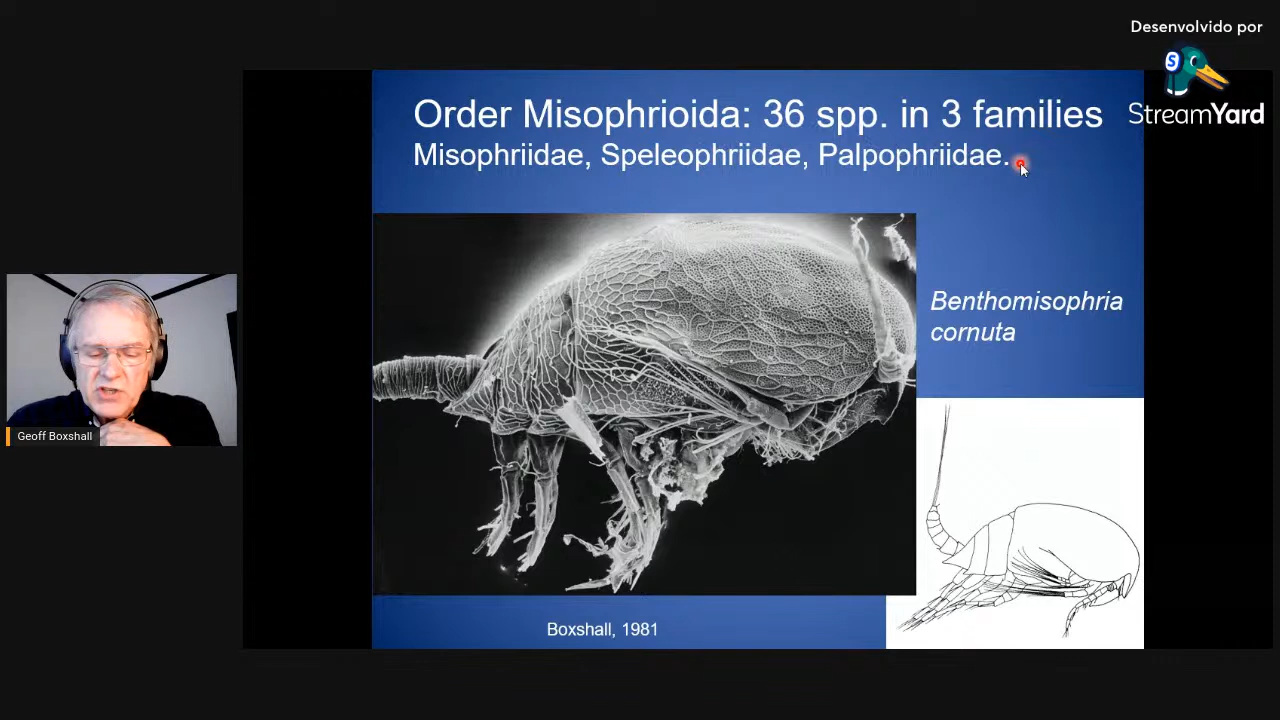 Desenvolvido por
S
StreamYard
Order Misophrioida: 36 spp. in 3 families
Misophriidae, Speleophriidae, Palpophriidae.
Benthomisophria
cornuta
Geoff Boxshall
Boxshall, 1981